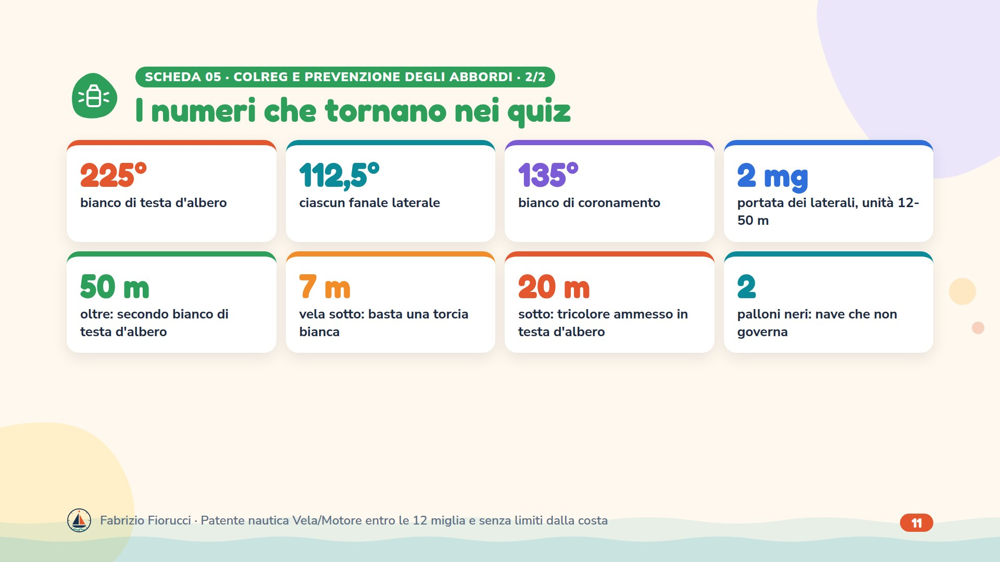 SCHEDA 05 · COLREG E PREVENZIONE DEGLI ABBORDI · 2/2
I numeri che tornano nei quiz
225°
bianco di testa d'albero
112,5°
ciascun fanale laterale
135°
bianco di coronamento
2 mg
portata dei laterali, unità 12-
50 m
50 m
oltre: secondo bianco di
testa d'albero
7 m
vela sotto: basta una torcia
bianca
20 m
sotto: tricolore ammesso in
testa d'albero
2
palloni neri: nave che non
governa
Fabrizio Fiorucci · Patente nautica Vela/Motore entro le 12 miglia e senza limiti dalla costa
11